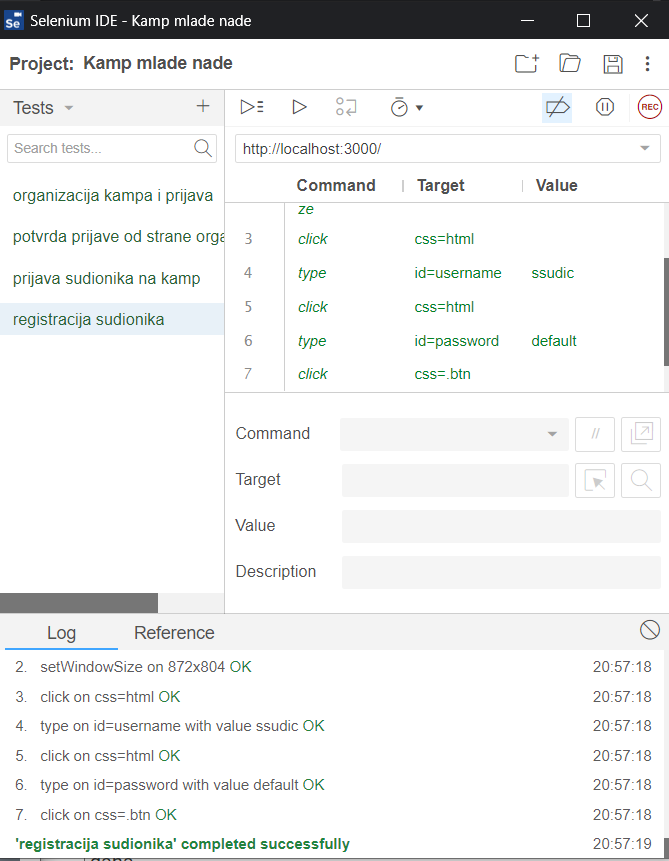 Se Selenium IDE - Kamp mlade nade
Project: Kamp mlade nade
Tests
REC
Search tests...
http://localhost:3000/
Command Target Value
organizacija kampa i prijava
potvrda prijave od strane orga
prijava sudionika na kamp
registracija sudionika
ze
3 click css=html
4 type id=username ssudic
5 click css=html
6 type id=password default
7 click css=.btn
Command //
Target
Value
Description
Log Reference
2. setWindowSize on 872x804 OK 20:57:18
3. click on css=html OK 20:57:18
4. type on id=username with value ssudic OK 20:57:18
5. click on css=html OK 20:57:18
6. type on id=password with value default OK 20:57:18
7. click on css=.btn OK 20:57:18
'registracija sudionika' completed successfully 20:57:19